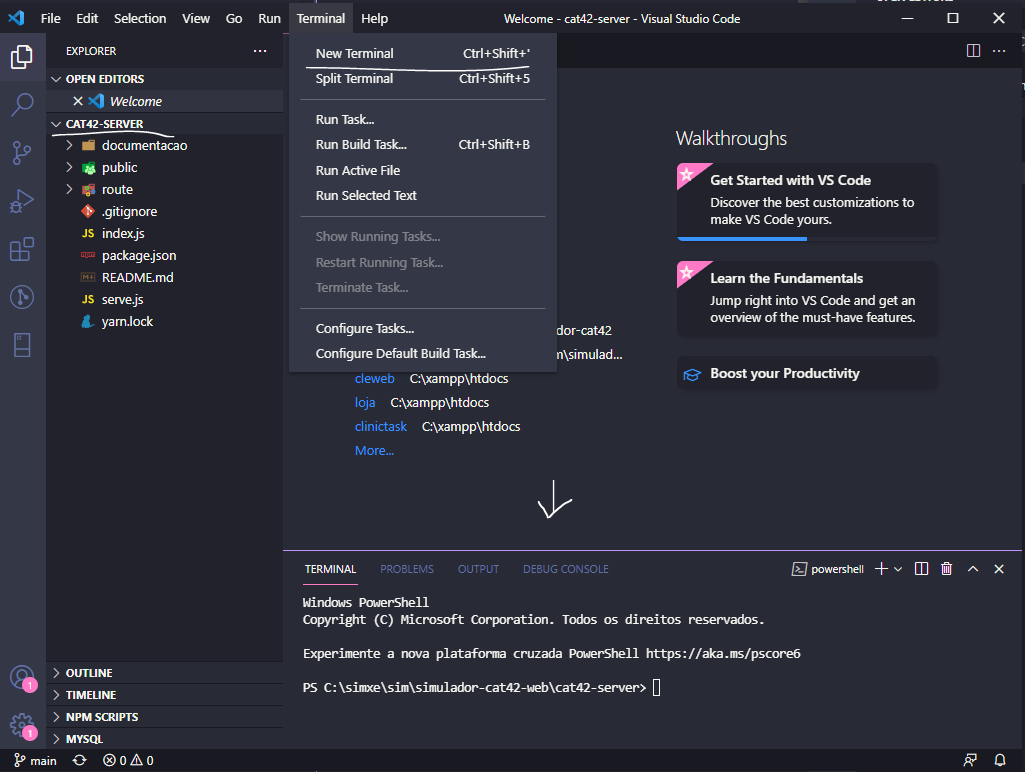 File Edit Selection View Go Run Terminal Help Welcome - cat42-server - Visual Studio Code
EXPLORER
OPEN EDITORS
Welcome
CAT42-SERVER
documentacao
public
route
.gitignore
JS index.js
package.json
README.md
JS serve.js
yarn.lock
OUTLINE
TIMELINE
NPM SCRIPTS
MYSQL
1
1
New Terminal Ctrl+Shift+'
Split Terminal Ctrl+Shift+5
Run Task...
Run Build Task... Ctrl+Shift+B
Run Active File
Run Selected Text
Show Running Tasks...
Restart Running Task...
Terminate Task...
Configure Tasks...
Configure Default Build Task...
dor-cat42
\simulad...
cleweb C:\xampp\htdocs
loja C:\xampp\htdocs
clinictask C:\xampp\htdocs
More...
Walkthroughs
Get Started with VS Code
Discover the best customizations to
make VS Code yours.
Learn the Fundamentals
Jump right into VS Code and get an
overview of the must-have features.
Boost your Productivity
TERMINAL PROBLEMS OUTPUT DEBUG CONSOLE powershell
Windows PowerShell
Copyright (C) Microsoft Corporation. Todos os direitos reservados.
Experimente a nova plataforma cruzada PowerShell https://aka.ms/pscore6
PS C:\simxe\sim\simulador-cat42-web\cat42-server>
main 0 0